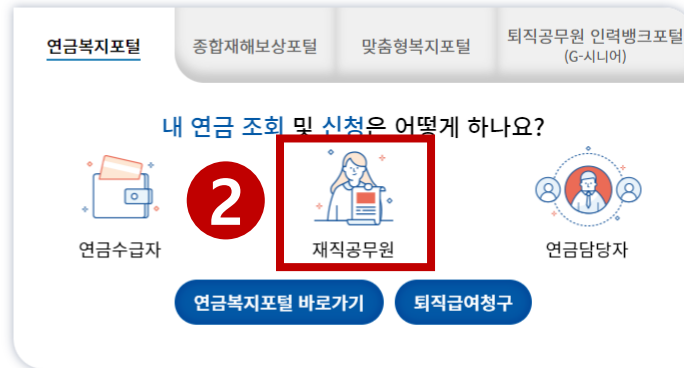 연금복지포털
종합재해보상포털
맞춤형복지포털
퇴직공무원 인력뱅크포털
(G-시니어)
내 연금 조회 및 신청은 어떻게 하나요?
2
연금수급자
재직공무원
연금담당자
연금복지포털 바로가기
퇴직급여청구